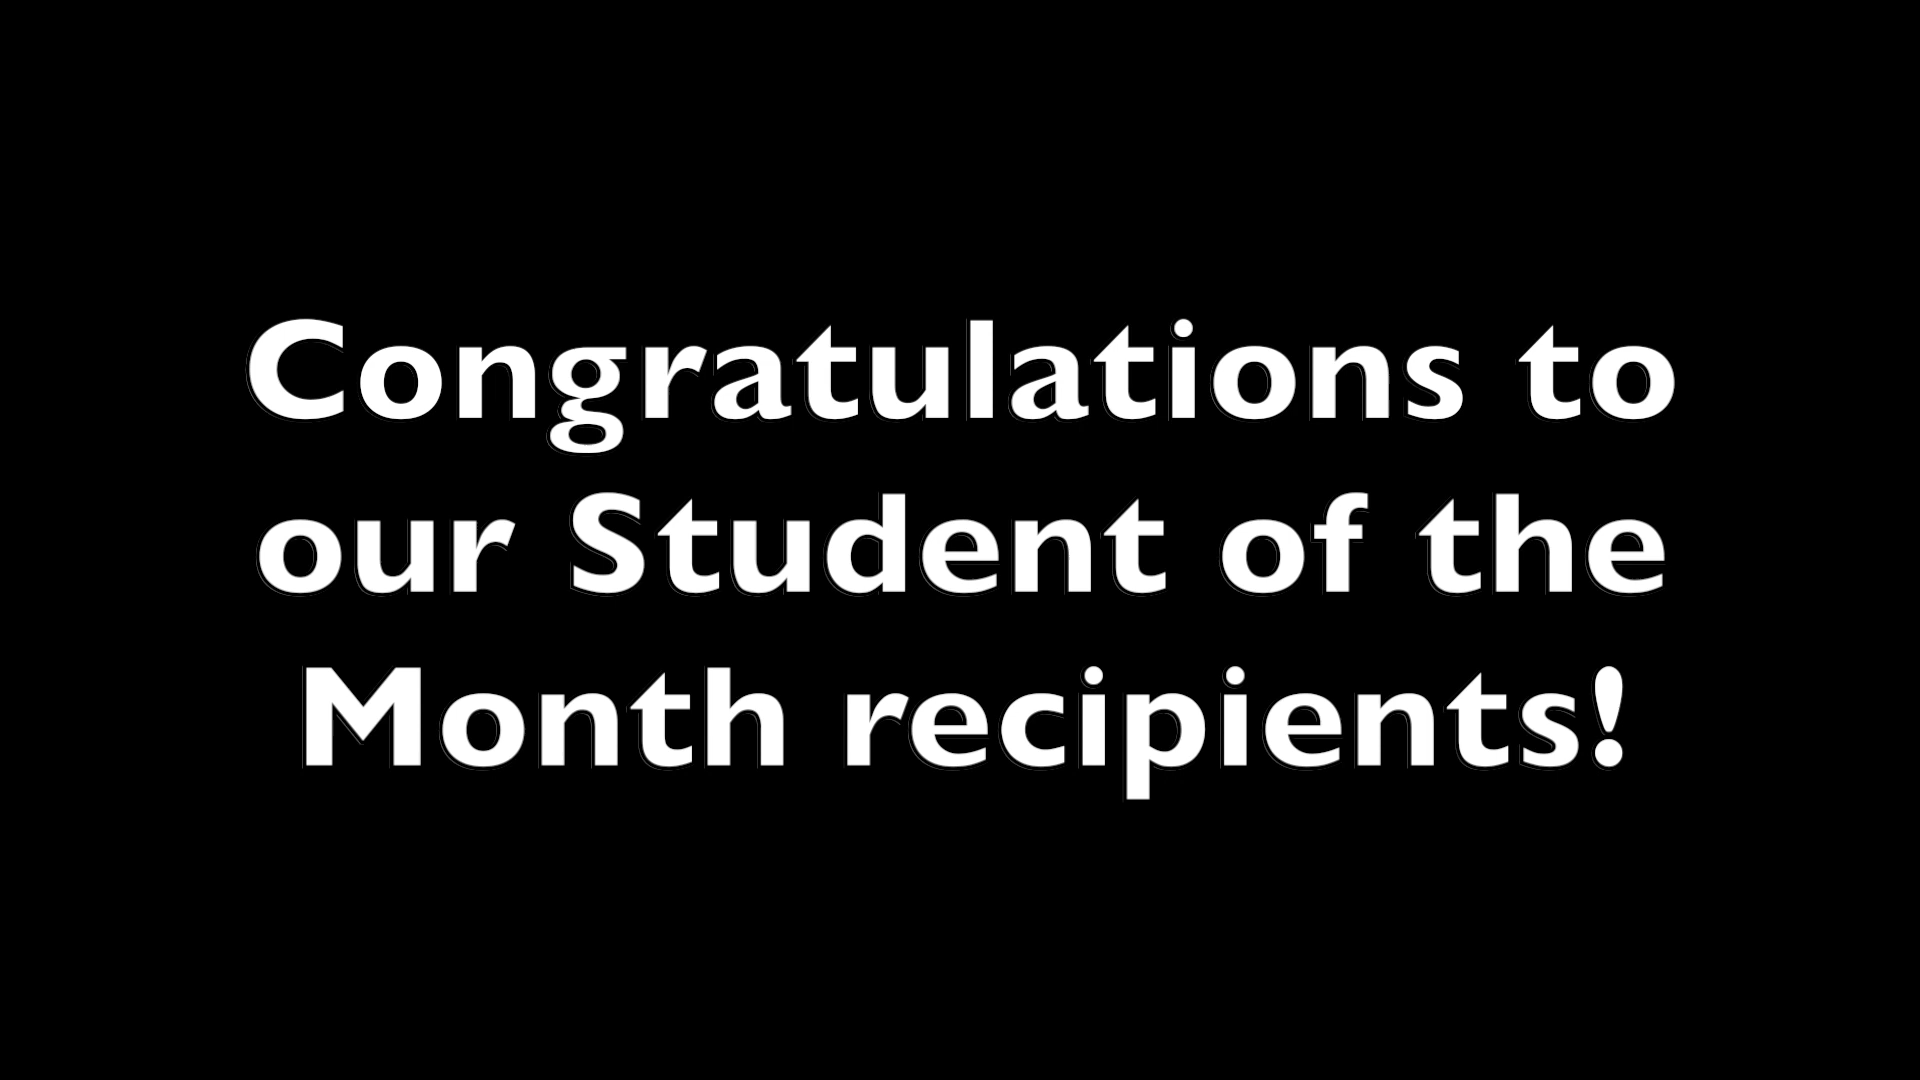 Congratulations to
our Student of the
Month recipients!